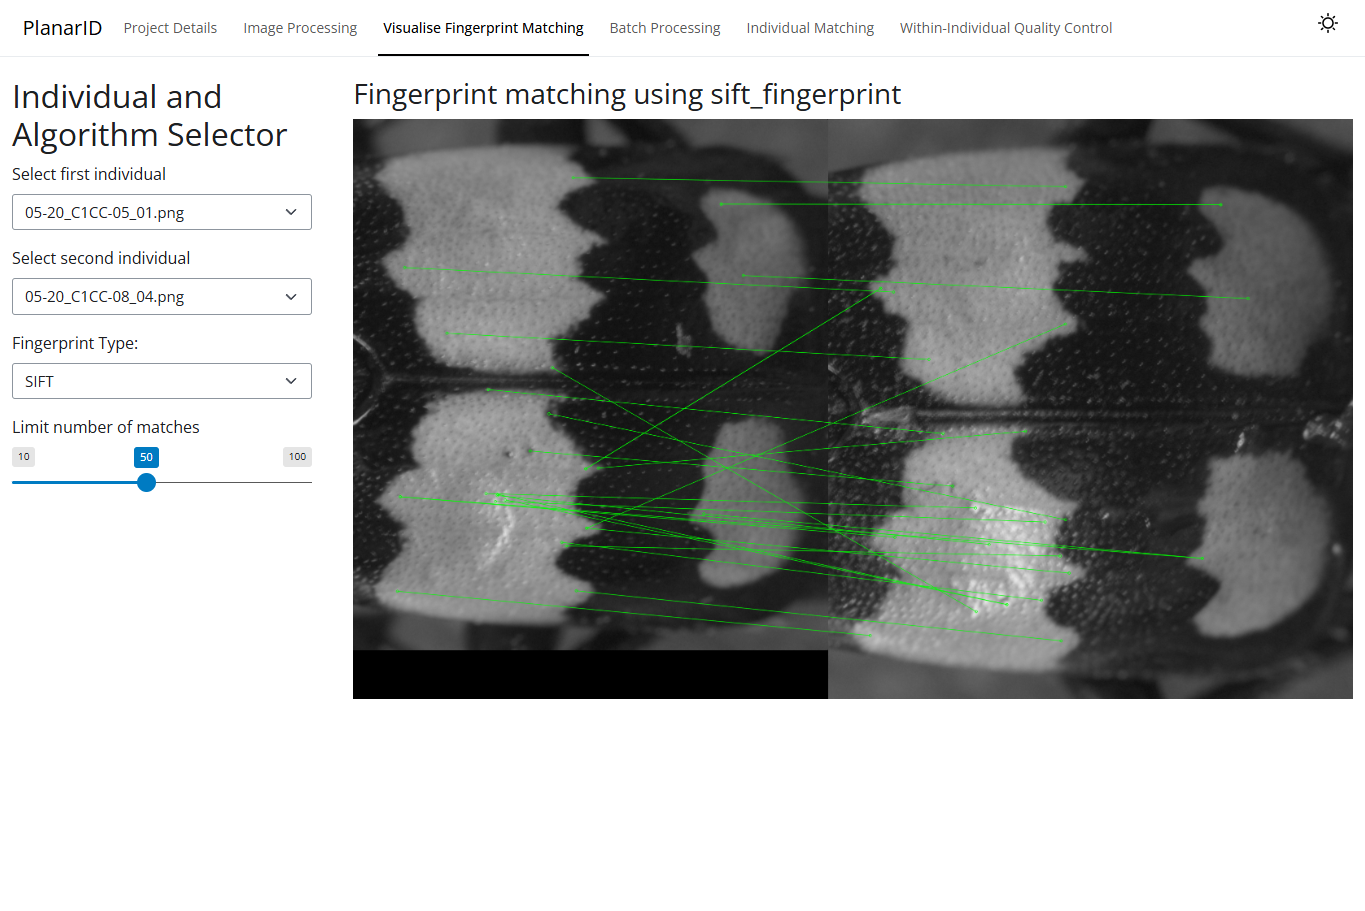 PlanarID Project Details Image Processing Visualise Fingerprint Matching Batch Processing Individual Matching Within-Individual Quality Control
Individual and
Algorithm Selector
Select first individual
05-20_C1CC-05_01.png
Select second individual
05-20_C1CC-08_04.png
Fingerprint Type:
SIFT
Limit number of matches
10 50 100
Fingerprint matching using sift_fingerprint